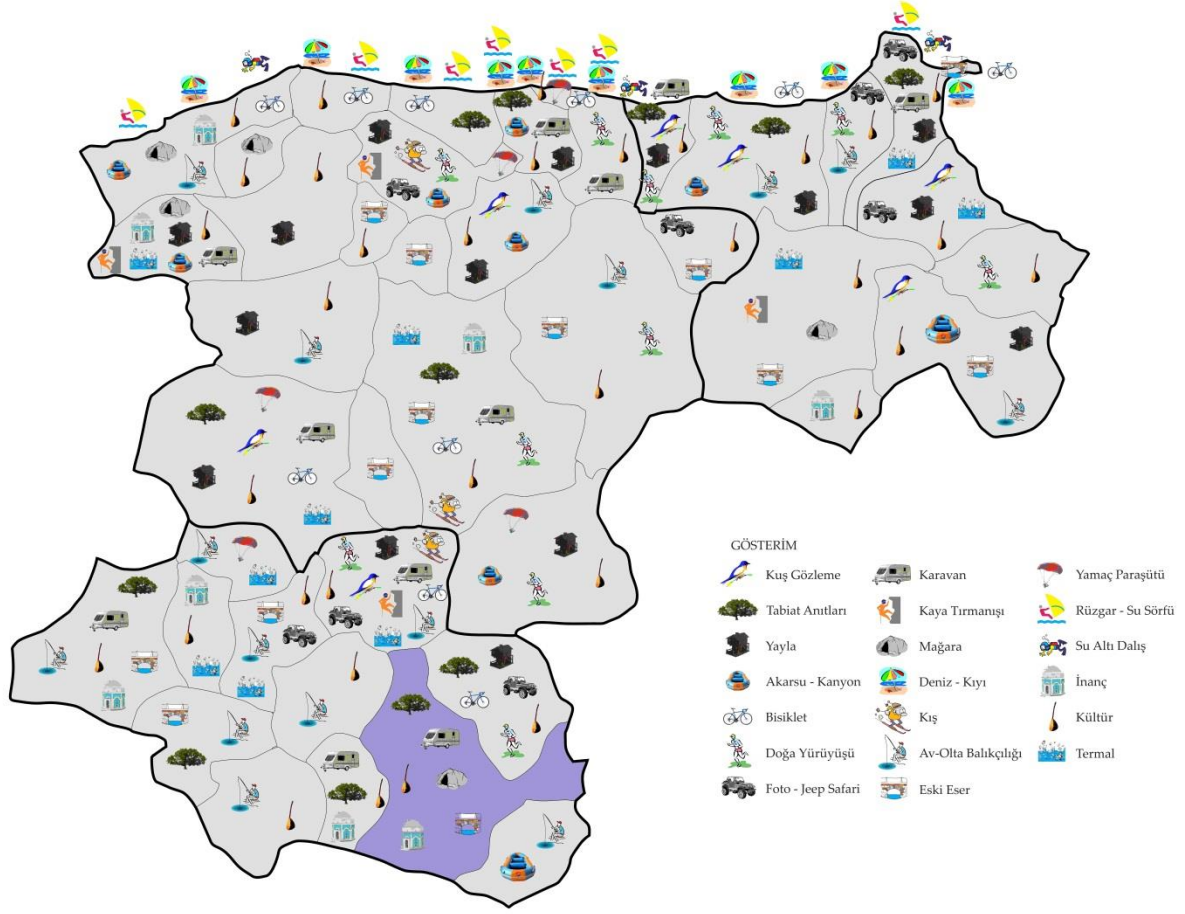 GÖSTERİM
Kuş Gözleme
Tabiat Anıtları
Yayla
Akarsu - Kanyon
Bisiklet
Doğa Yürüyüşü
Foto - Jeep Safari
Karavan
Kaya Tırmanışı
Mağara
Deniz - Kıyı
Kış
Av-Olta Balıkçılığı
Eski Eser
Yamaç Paraşütü
Rüzgar - Su Sörfü
Su Altı Dalış
İnanç
Kültür
Termal